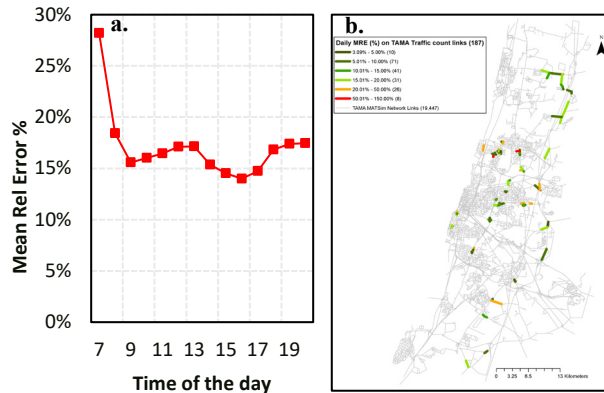 a.
30%
25%
20%
15%
10%
5%
0%
Mean Rel Error %
7 9 11 13 15 17 19
Time of the day
b.
N
Daily MRE (%) on TAMA Traffic count links (187)
3.09% - 5.00% (10)
5.01% - 10.00% (71)
10.01% - 15.00% (41)
15.01% - 20.00% (31)
20.01% - 50.00% (26)
50.01% - 150.00% (8)
TAMA MATSim Network Links (19.447)
0 3.25 6.5 13 Kilometers